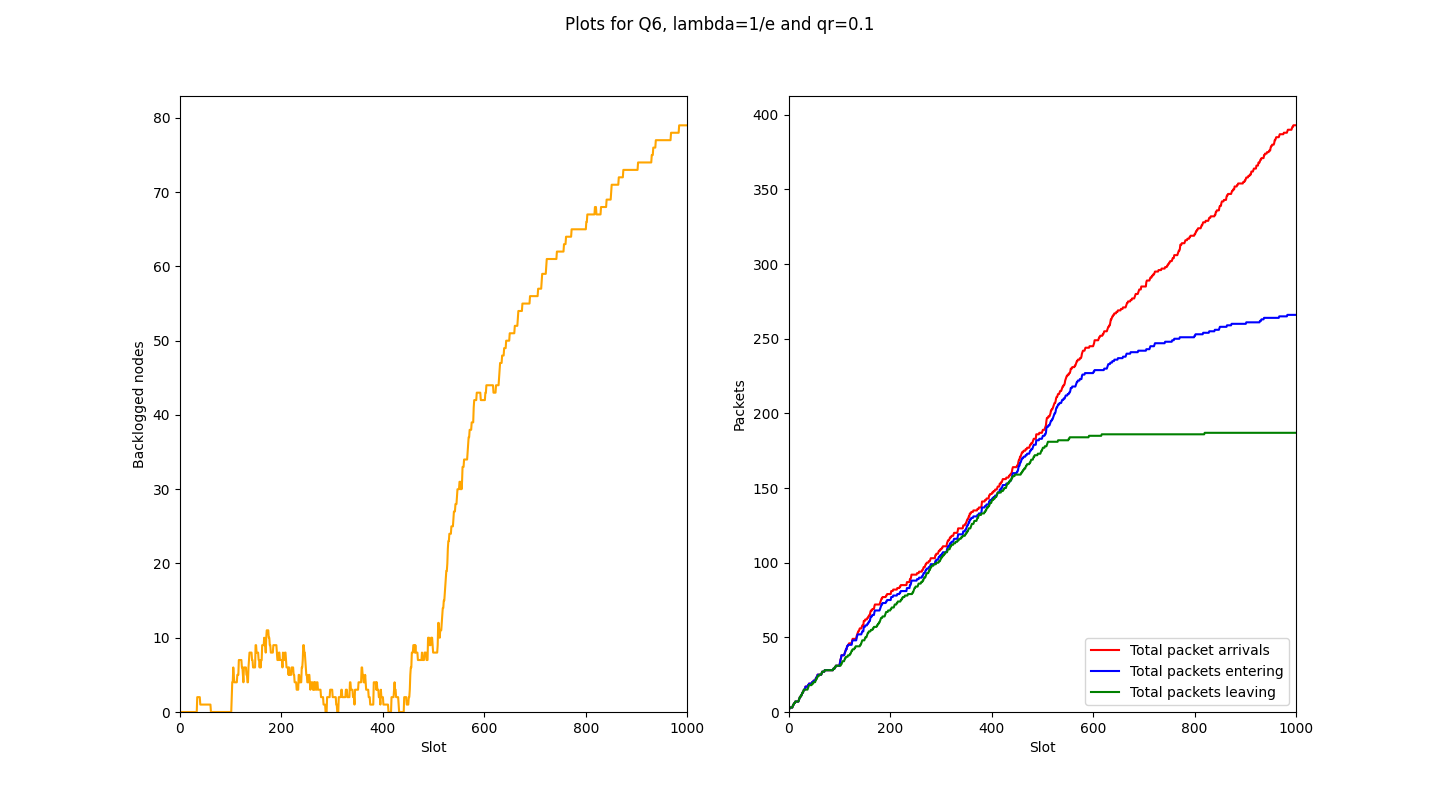 Plots for Q6, lambda=1/e and qr=0.1
80
70
60
50
40
30
20
10
0
Backlogged nodes
0 200 400 600 800 1000
Slot
400
350
300
250
200
150
100
50
0
Packets
Total packet arrivals
Total packets entering
Total packets leaving
0 200 400 600 800 1000
Slot